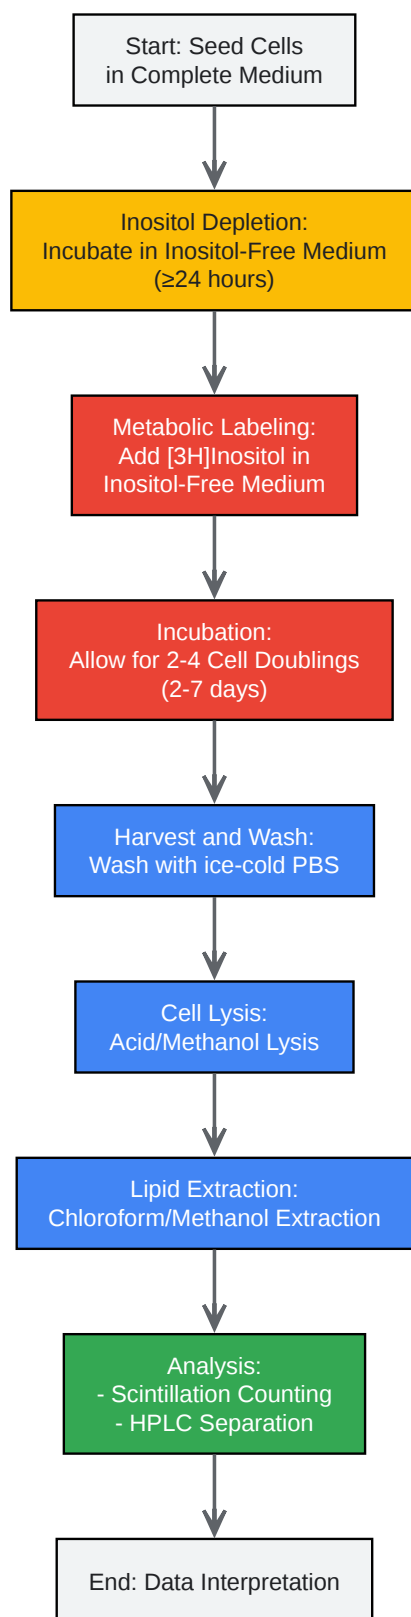 Start: Seed Cells
in Complete Medium
Inositol Depletion:
Incubate in Inositol-Free Medium
(≥24 hours)
Metabolic Labeling:
Add [3H]Inositol in
Inositol-Free Medium
Incubation:
Allow for 2-4 Cell Doublings
(2-7 days)
Harvest and Wash:
Wash with ice-cold PBS
Cell Lysis:
Acid/Methanol Lysis
Lipid Extraction:
Chloroform/Methanol Extraction
Analysis:
- Scintillation Counting
- HPLC Separation
End: Data Interpretation